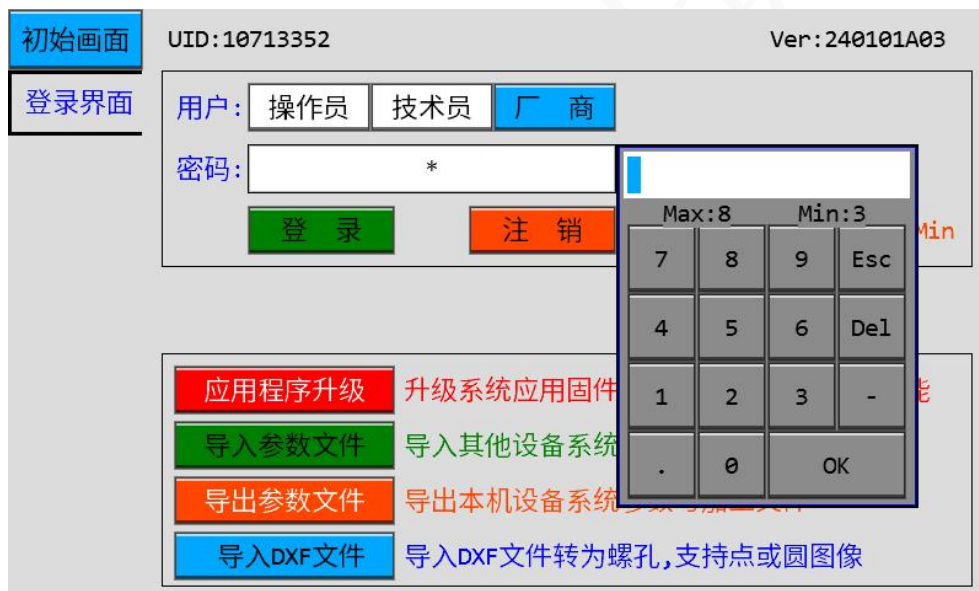 初始画面 UID:10713352 Ver:240101A03
登录界面
用户: 操作员 技术员 厂 商
密码: *
Max:8 Min:3
登 录 注 销 Min
7 8 9 Esc
4 5 6 Del
应用程序升级 升级系统应用固件 能
1 2 3 -
导入参数文件 导入其他设备系统
. 0 OK
导出参数文件 导出本机设备系统
导入DXF文件 导入DXF文件转为螺孔,支持点或圆图像